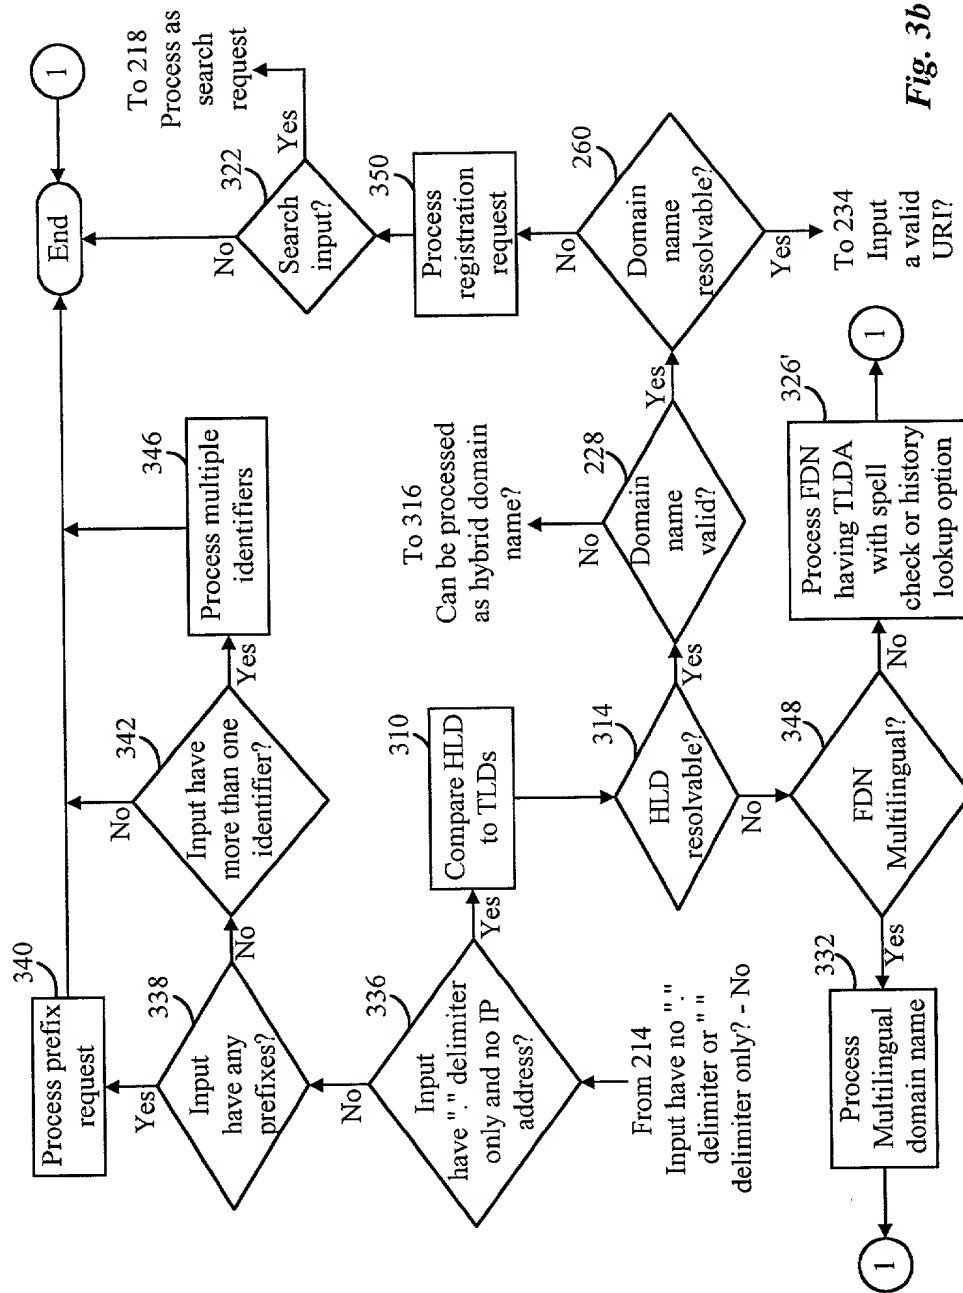 340
Process prefix
request
Yes
338
Input
have any
prefixes?
No
342
Input have
more than one
identifier?
No
Yes
346
Process multiple
identifiers
End
1
336
Input
have "." delimiter
only and no IP
address?
No
Yes
From 214
Input have no "."
delimiter or " "
delimiter only? - No
310
Compare HLD
to TLDs
314
HLD
resolvable?
Yes
No
228
Domain
name
valid?
No
Yes
To 316
Can be processed
as hybrid domain
name?
260
Domain
name
resolvable?
No
Yes
To 234
Input
a valid
URI?
350
Process
registration
request
322
Search
input?
No
Yes
To 218
Process as
search
request
348
FDN
Multilingual?
Yes
No
332
Process
Multilingual
domain name
1
326'
Process FDN
having TLDA
with spell
check or history
lookup option
1
Fig. 3b